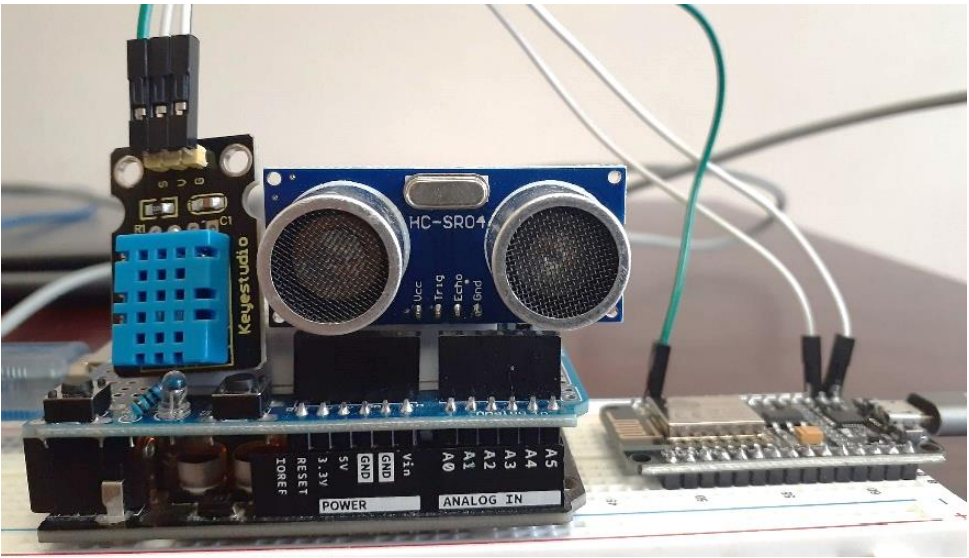 S V G
R1 C1
Keyestudio
HC-SR04
Vcc Trig Echo Gnd
IOREF
RESET
3.3V
5V
GND
GND
Vin
POWER
A0
A1
A2
A3
A4
A5
ANALOG IN